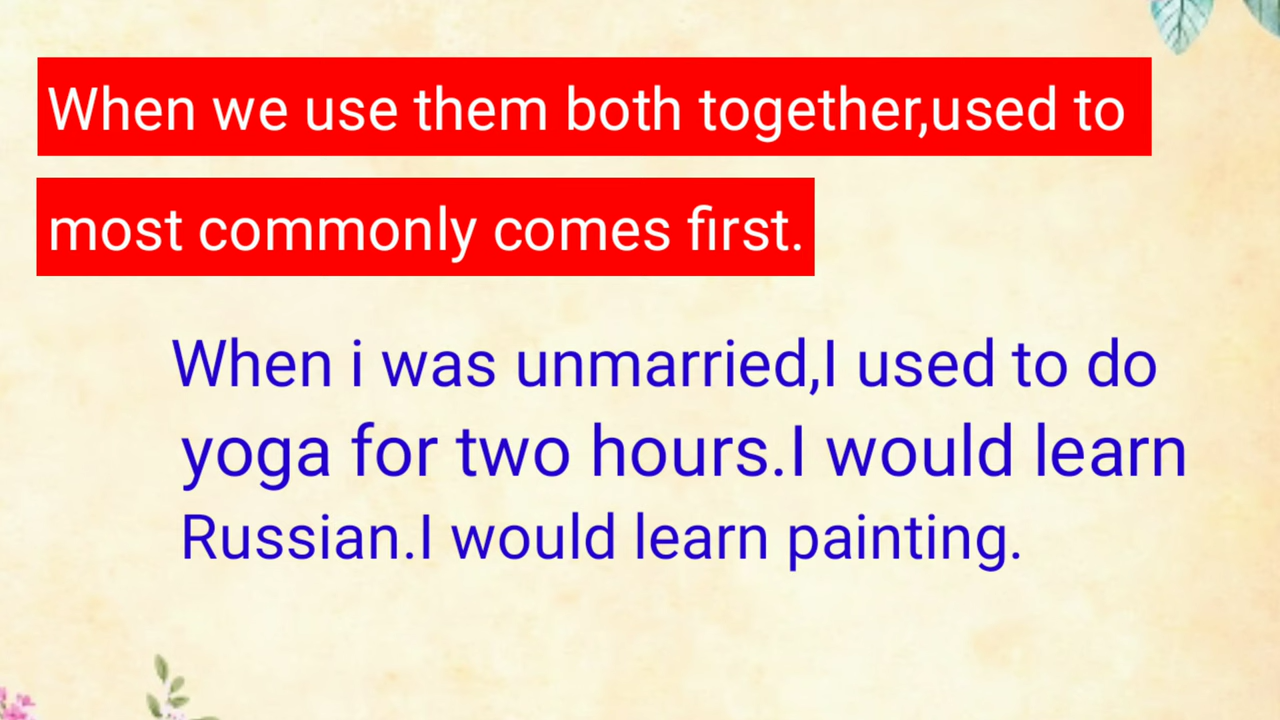 When we use them both together,used to
most commonly comes first.
When i was unmarried,I used to do
yoga for two hours.I would learn
Russian.I would learn painting.